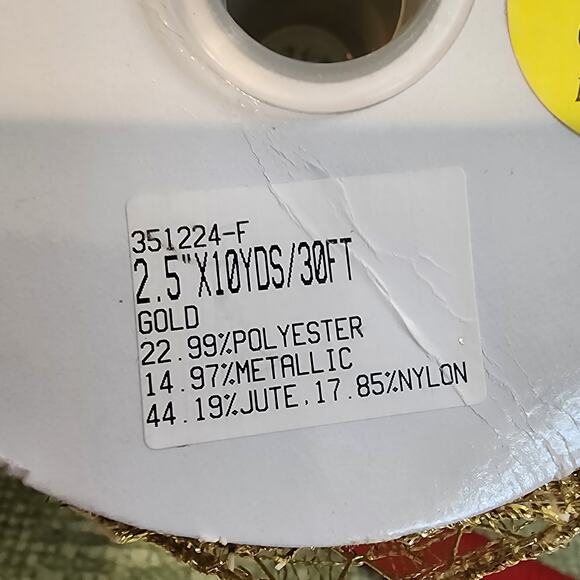 351224-F
2.5"X10YDS/30FT
GOLD
22.99%POLYESTER
14.97%METALLIC
44.19%JUTE,17.85%NYLON